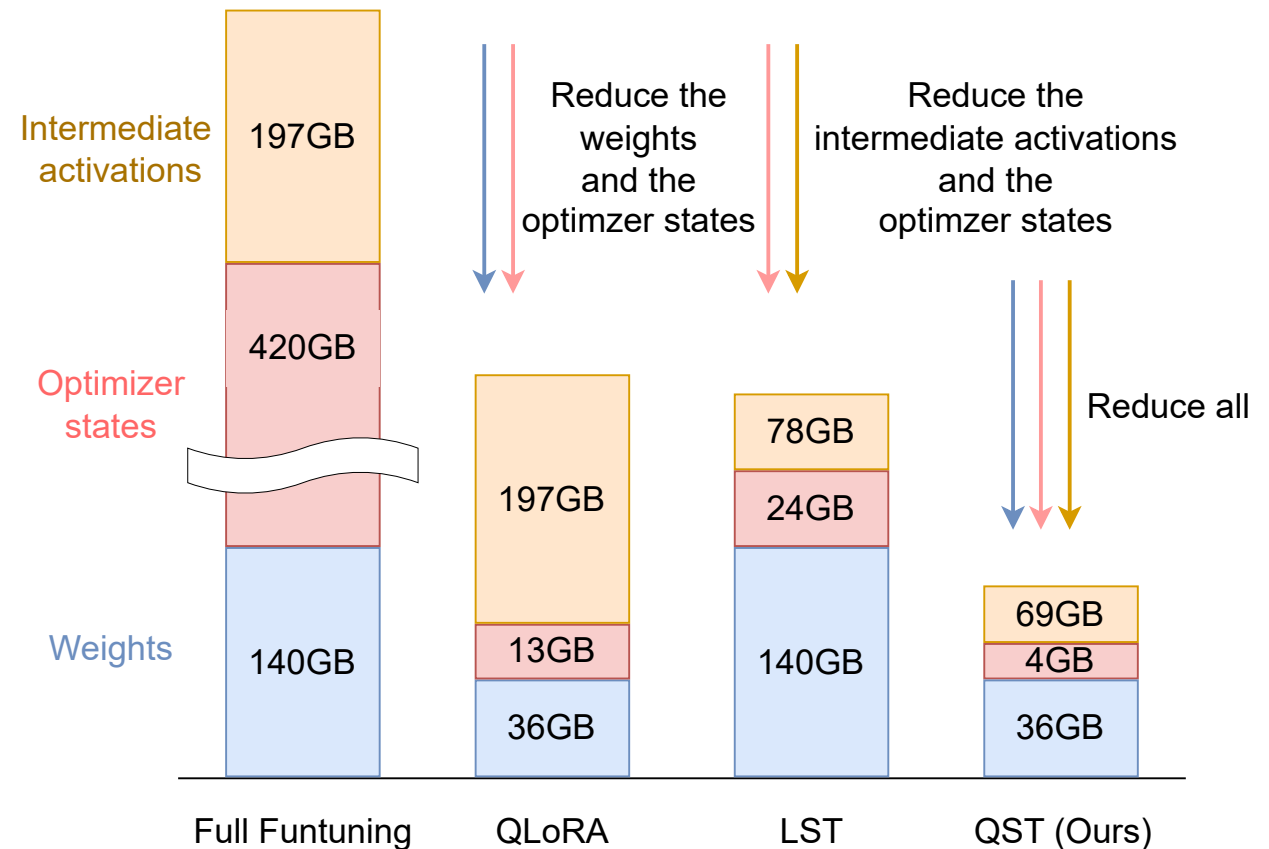 Intermediate
activations
Optimizer
states
Weights
197GB
420GB
140GB
Full Funtuning
Reduce the
weights
and the
optimzer states
197GB
13GB
36GB
QLoRA
Reduce the
intermediate activations
and the
optimzer states
78GB
24GB
140GB
LST
Reduce all
69GB
4GB
36GB
QST (Ours)